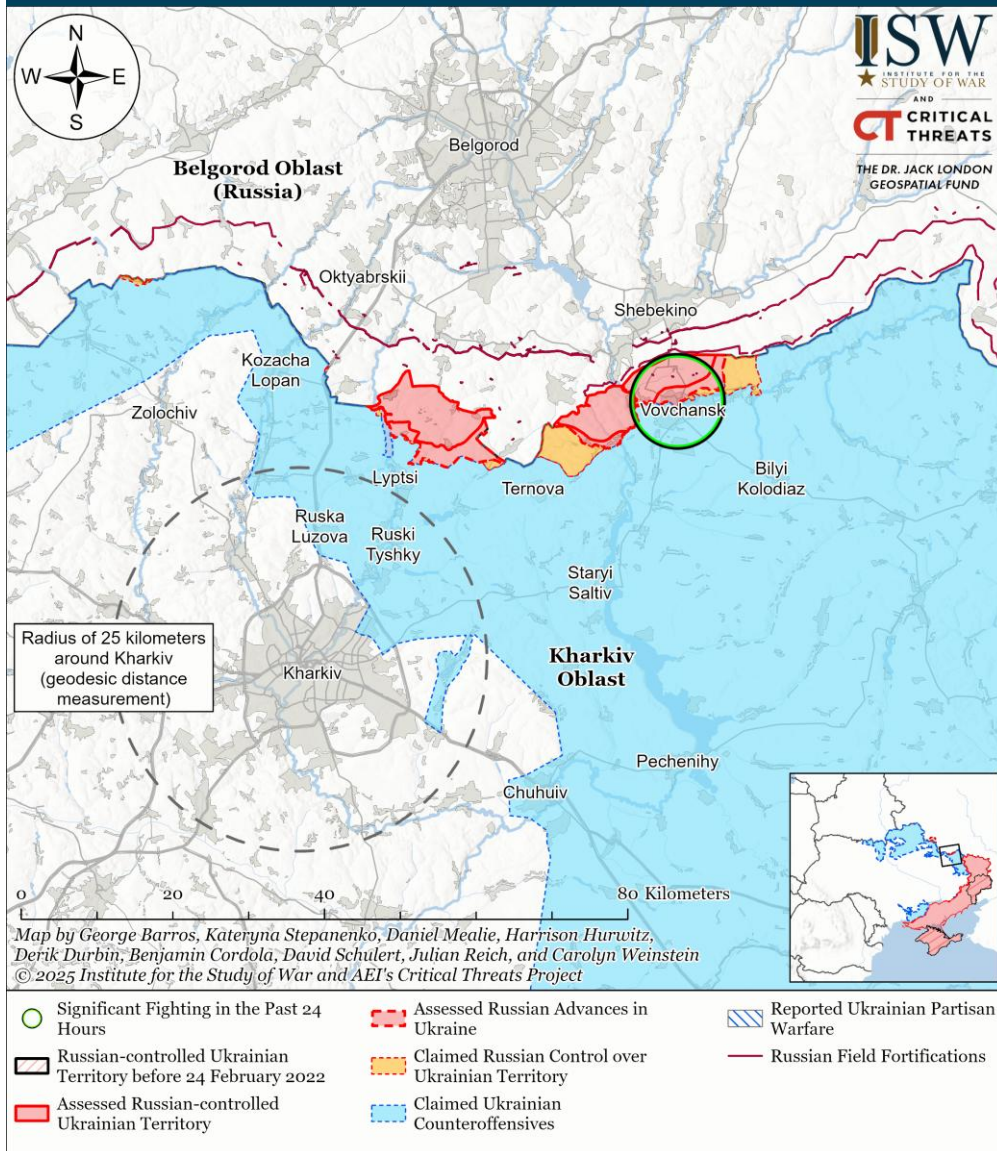 N
W
E
S
ISW
INSTITUTE FOR THE
STUDY OF WAR
AND
CT CRITICAL
THREATS
THE DR. JACK LONDON
GEOSPATIAL FUND
Belgorod
Belgorod Oblast
(Russia)
Oktyabrskii
Shebekino
Kozacha
Lopan
Zolochiv
Vovchansk
Lyptsi
Ternova
Bilyi
Kolodiaz
Ruska
Luzova
Ruski
Tyshky
Staryi
Saltiv
Radius of 25 kilometers
around Kharkiv
(geodesic distance
measurement)
Kharkiv
Kharkiv
Oblast
Pechenihy
Chuhuiv
0 20 40 80 Kilometers
Map by George Barros, Kateryna Stepanenko, Daniel Mealie, Harrison Hurwitz,
Derik Durbin, Benjamin Cordola, David Schulert, Julian Reich, and Carolyn Weinstein
© 2025 Institute for the Study of War and AEI's Critical Threats Project
Significant Fighting in the Past 24
Hours
Russian-controlled Ukrainian
Territory before 24 February 2022
Assessed Russian-controlled
Ukrainian Territory
Assessed Russian Advances in
Ukraine
Claimed Russian Control over
Ukrainian Territory
Claimed Ukrainian
Counteroffensives
Reported Ukrainian Partisan
Warfare
Russian Field Fortifications